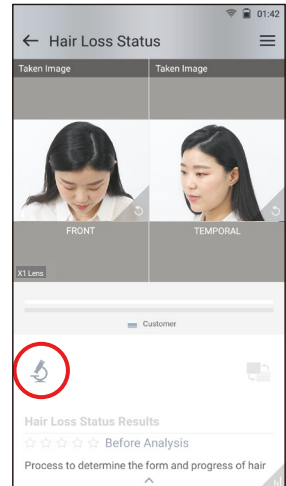 01:42
Hair Loss Status
Taken Image Taken Image
FRONT TEMPORAL
X1 Lens
Customer
Hair Loss Status Results
Before Analysis
Process to determine the form and progress of hair